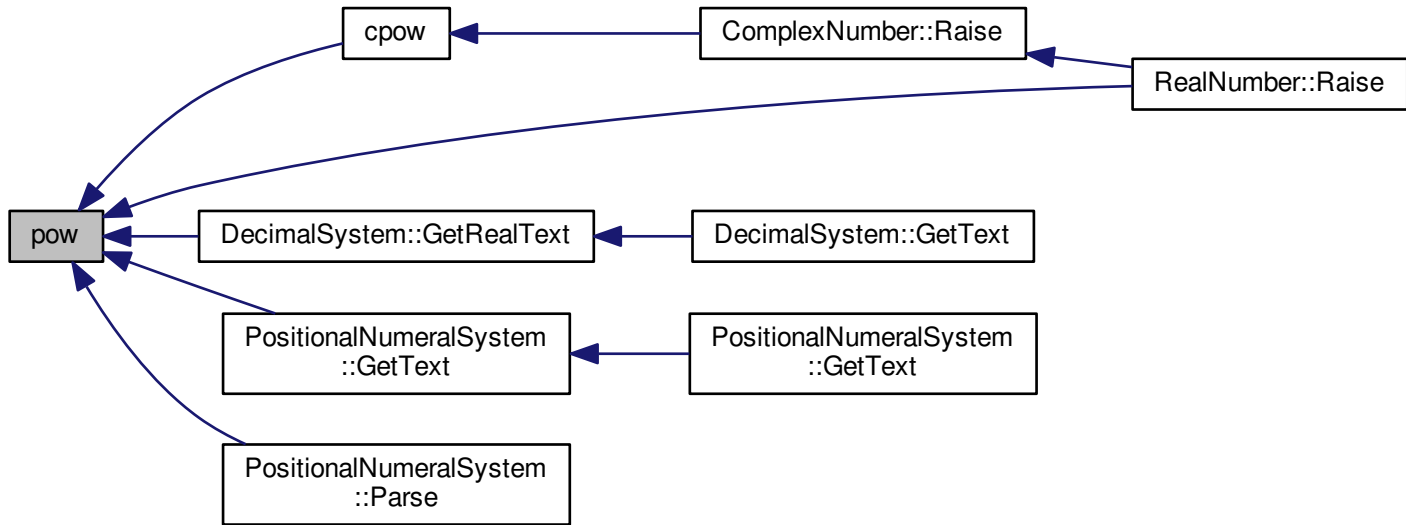 cpow
ComplexNumber::Raise
RealNumber::Raise
pow
DecimalSystem::GetRealText
DecimalSystem::GetText
PositionalNumeralSystem
::GetText
PositionalNumeralSystem
::GetText
PositionalNumeralSystem
::Parse